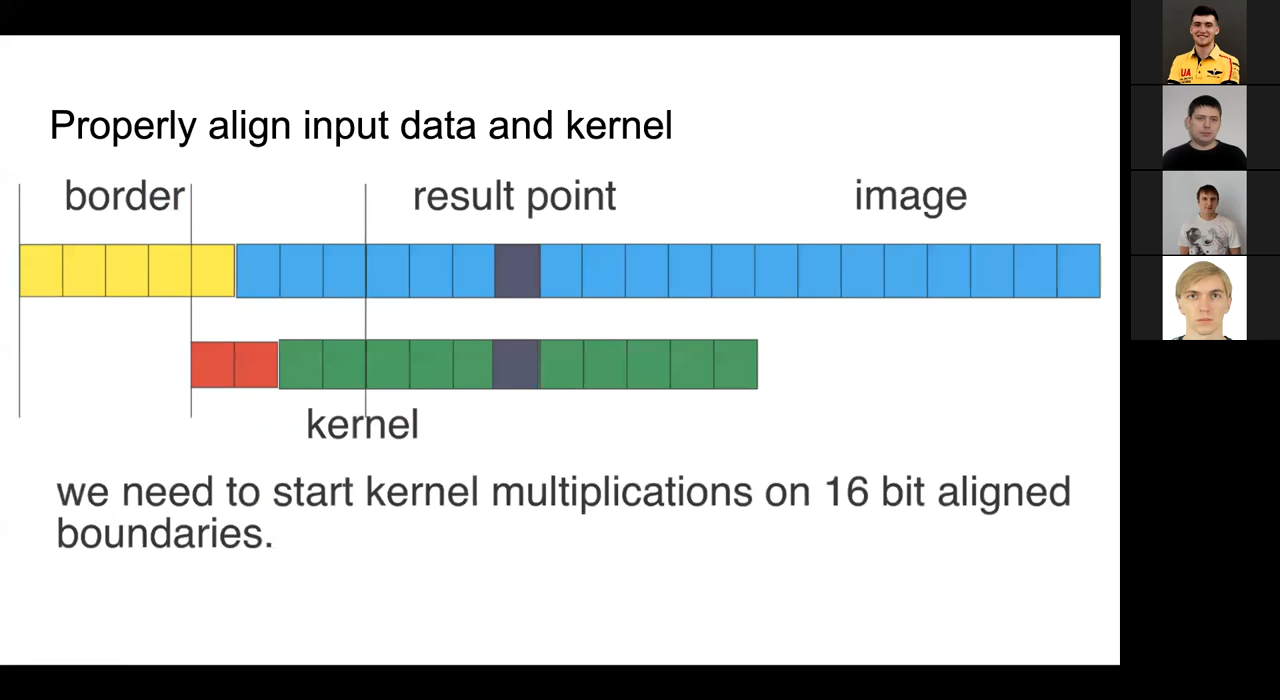 Properly align input data and kernel
border
result point
image
kernel
we need to start kernel multiplications on 16 bit aligned
boundaries.
UA